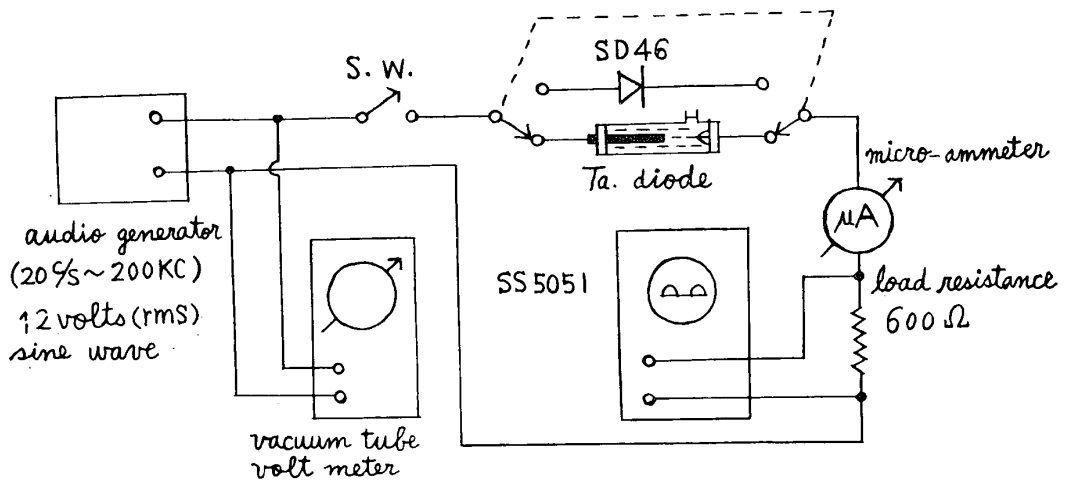 SD46
S. W.
Ta. diode
micro-ammeter
μA
audio generator
(20 c/s ~ 200KC)
12 volts (rms)
sine wave
SS5051
load resistance
600 Ω
vacuum tube
volt meter